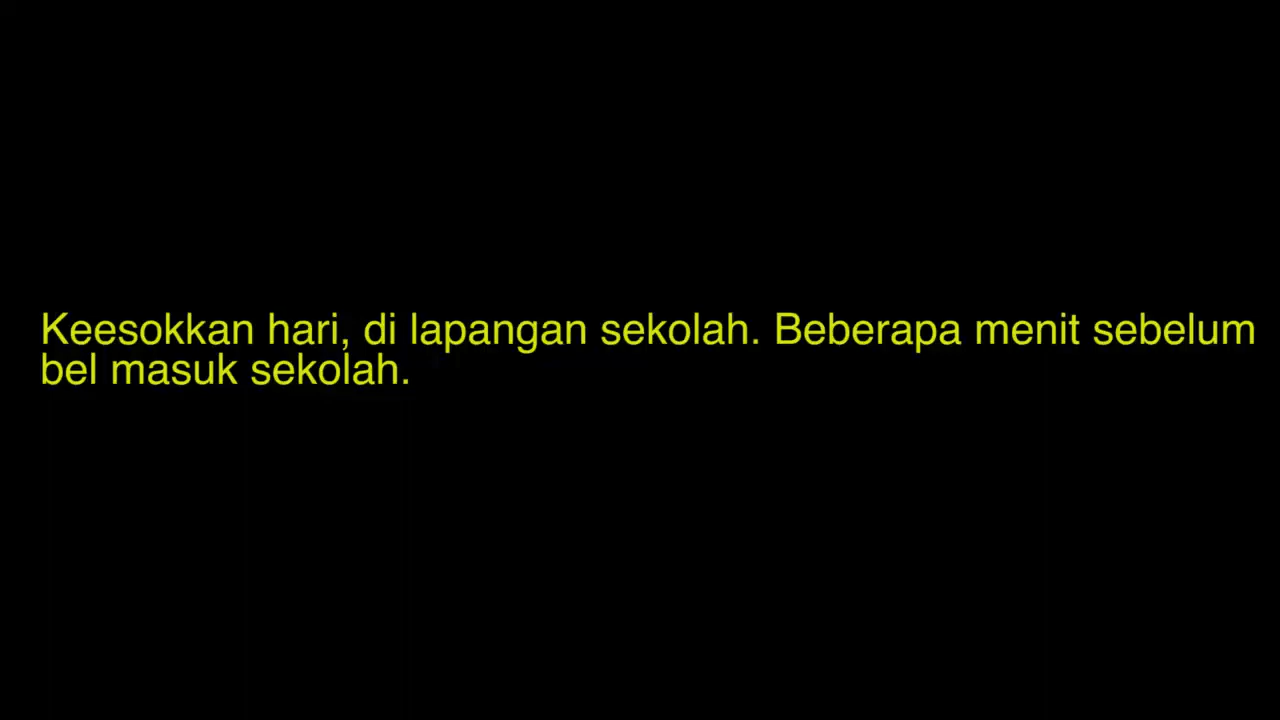 Keesokkan hari, di lapangan sekolah. Beberapa menit sebelum
bel masuk sekolah.